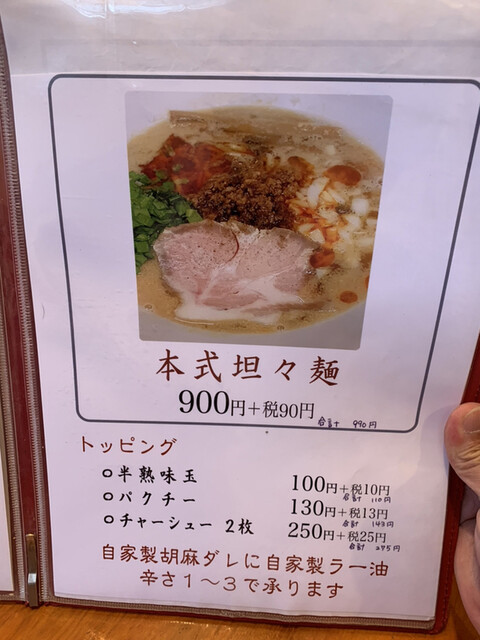 本式坦々麺
900円+税90円
合計 990円
トッピング
○半熟味玉 100円+税10円
合計 110円
○パクチー 130円+税13円
合計 143円
○チャーシュー 2枚 250円+税25円
合計 275円
自家製胡麻ダレに自家製ラー油
辛さ1〜3で承ります